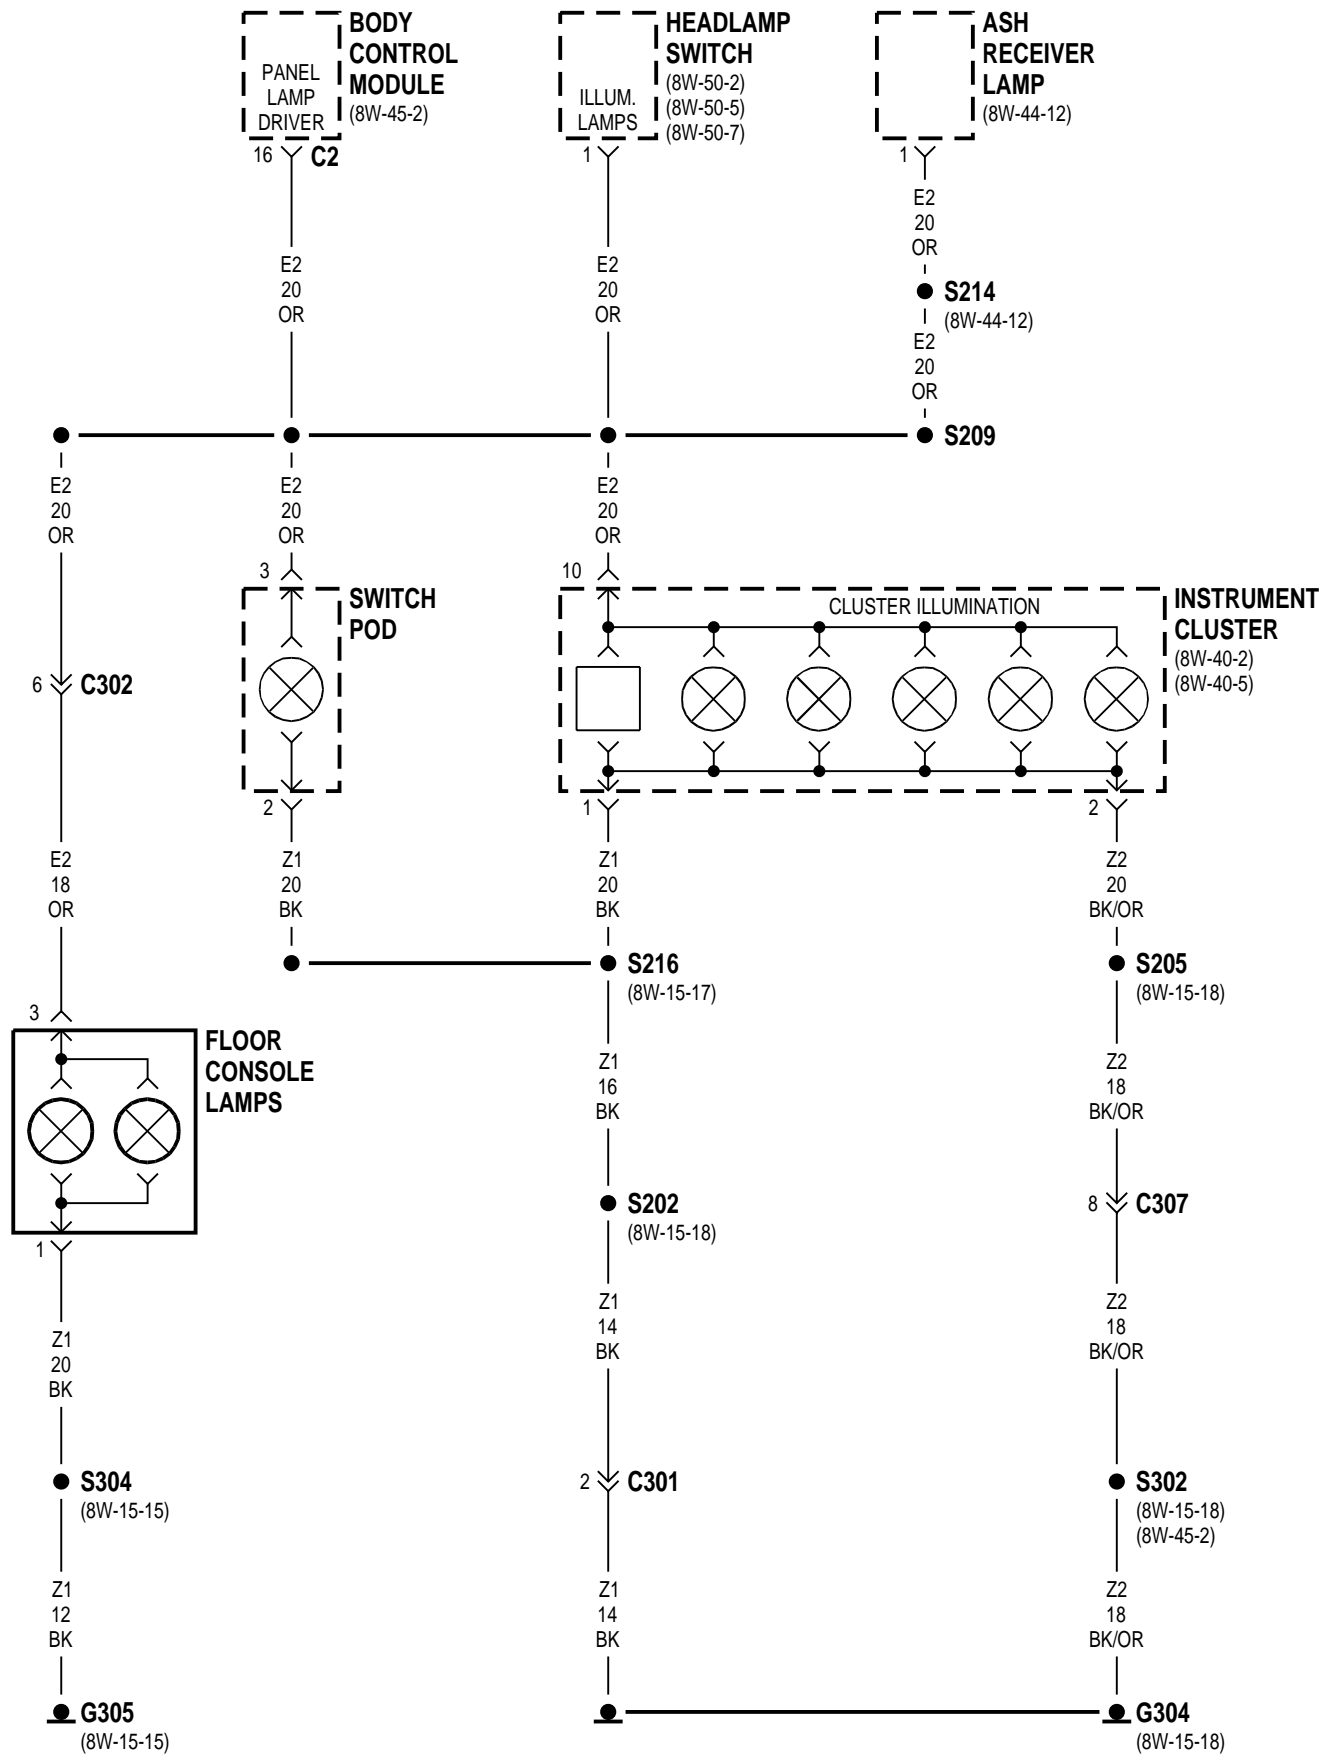 BODY
CONTROL
MODULE
(8W-45-2)
PANEL
LAMP
DRIVER
16
C2
HEADLAMP
SWITCH
(8W-50-2)
(8W-50-5)
(8W-50-7)
ILLUM.
LAMPS
1
ASH
RECEIVER
LAMP
(8W-44-12)
1
E2
20
OR
S214
(8W-44-12)
E2
20
OR
E2
20
OR
E2
20
OR
S209
E2
20
OR
E2
20
OR
E2
20
OR
6
C302
3
SWITCH
POD
2
10
CLUSTER ILLUMINATION
INSTRUMENT
CLUSTER
(8W-40-2)
(8W-40-5)
1
2
E2
18
OR
Z1
20
BK
Z1
20
BK
Z2
20
BK/OR
S216
(8W-15-17)
S205
(8W-15-18)
3
FLOOR
CONSOLE
LAMPS
1
Z1
16
BK
Z2
18
BK/OR
S202
(8W-15-18)
8
C307
Z1
20
BK
Z1
14
BK
Z2
18
BK/OR
S304
(8W-15-15)
2
C301
S302
(8W-15-18)
(8W-45-2)
Z1
12
BK
Z1
14
BK
Z2
18
BK/OR
G305
(8W-15-15)
G304
(8W-15-18)